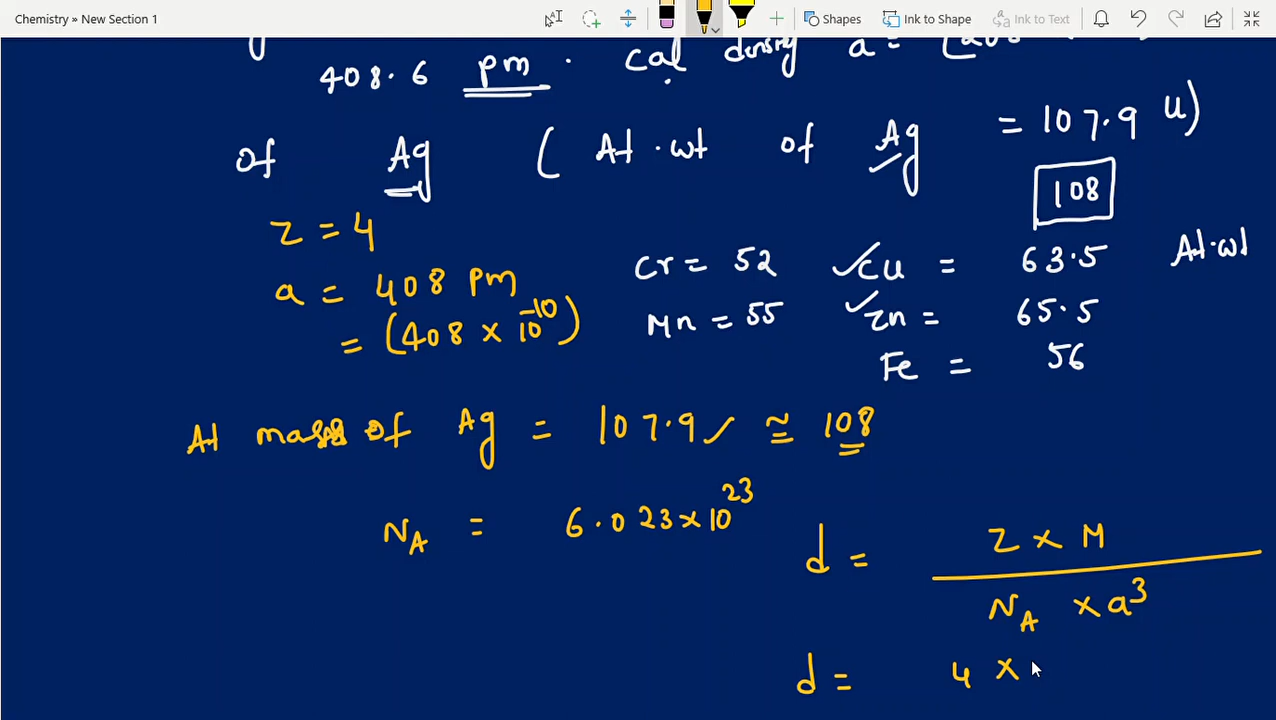 Chemistry » New Section 1
Shapes Ink to Shape Ink to Text
408.6 pm . cal density a =
of Ag ( At.wt of Ag = 107.9 u)
108
z = 4
a = 408 pm
= (408 × 10⁻¹⁰)
Cr = 52 ✓Cu = 63.5 At.wt
Mn = 55 ✓Zn = 65.5
Fe = 56
At mass of Ag = 107.9 ✓ ≅ 108
N_A = 6.023×10²³
d = Z × M
N_A × a³
d = 4 ×